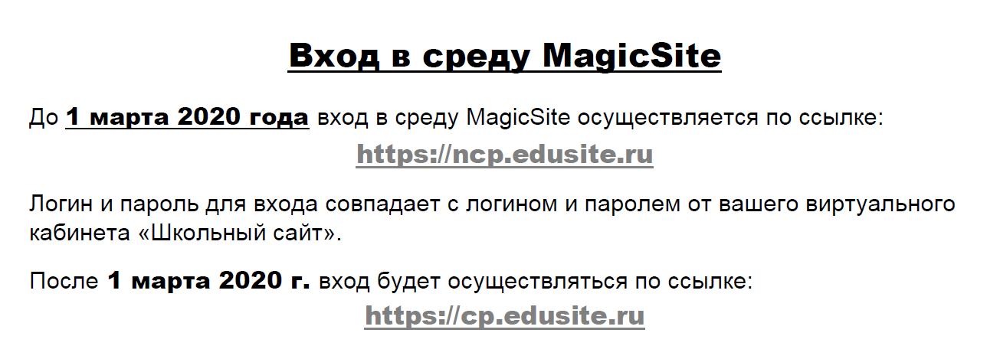 Вход в среду MagicSite
До 1 марта 2020 года вход в среду MagicSite осуществляется по ссылке:
https://ncp.edusite.ru
Логин и пароль для входа совпадает с логином и паролем от вашего виртуального
кабинета «Школьный сайт».
После 1 марта 2020 г. вход будет осуществляться по ссылке:
https://cp.edusite.ru